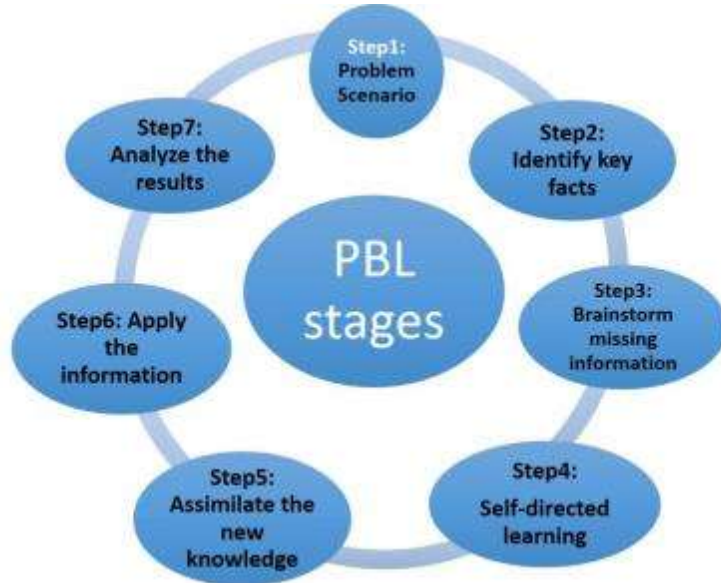 Step1:
Problem
Scenario
Step2:
Identify key
facts
Step3:
Brainstorm
missing
information
Step4:
Self-directed
learning
Step5:
Assimilate the
new
knowledge
Step6: Apply
the
information
Step7:
Analyze the
results
PBL
stages